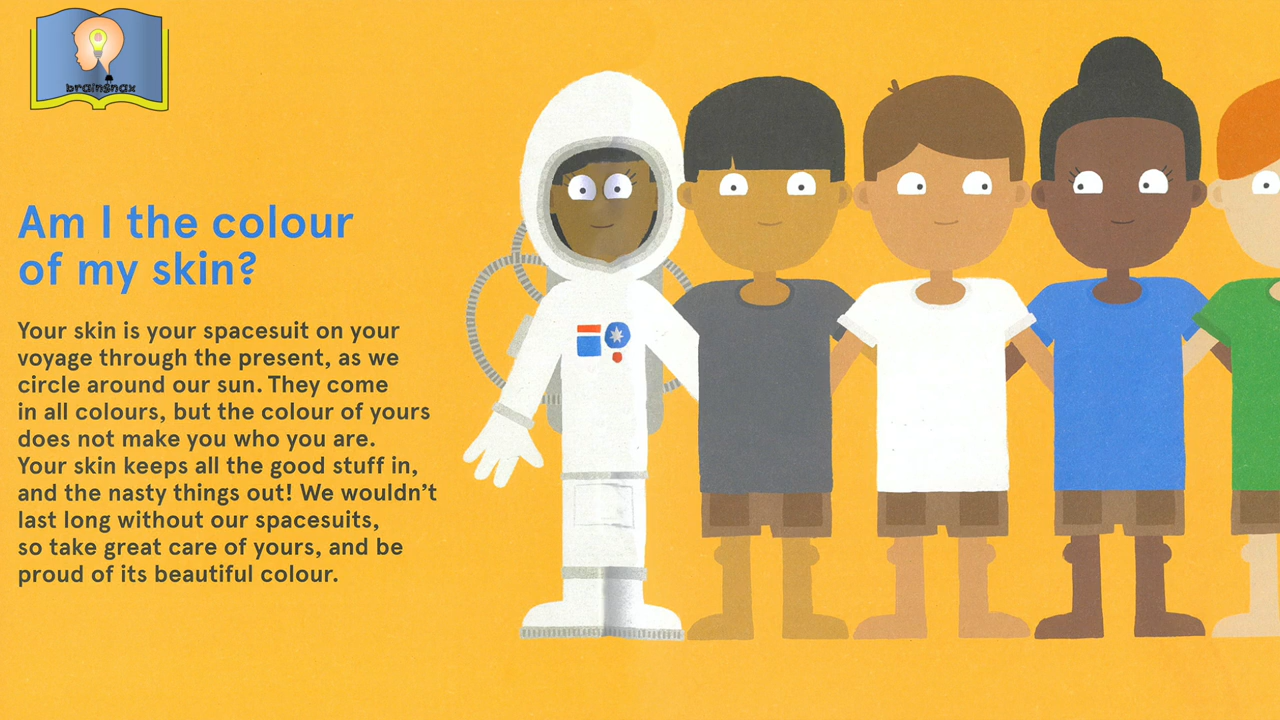 brainsnax
Am I the colour
of my skin?
Your skin is your spacesuit on your
voyage through the present, as we
circle around our sun. They come
in all colours, but the colour of yours
does not make you who you are.
Your skin keeps all the good stuff in,
and the nasty things out! We wouldn’t
last long without our spacesuits,
so take great care of yours, and be
proud of its beautiful colour.